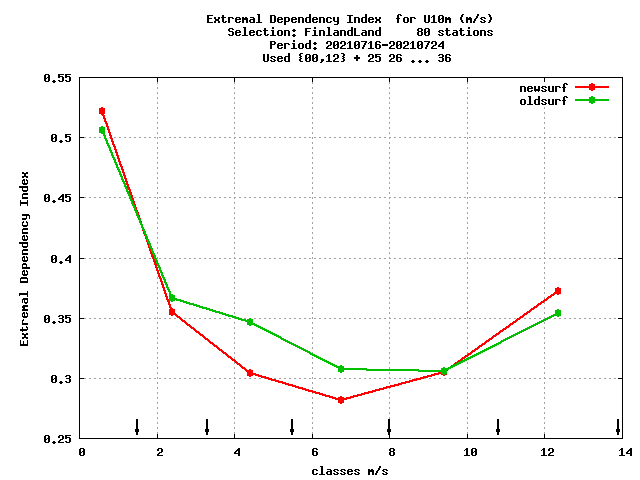 Extremal Dependency Index  for U10m (m/s)
Selection: FinlandLand     80 stations
Period: 20210716-20210724
Used {00,12} + 25 26 ... 36
newsurf
oldsurf
0.55
0.5
0.45
0.4
0.35
0.3
0.25
Extremal Dependency Index
0 2 4 6 8 10 12 14
classes m/s